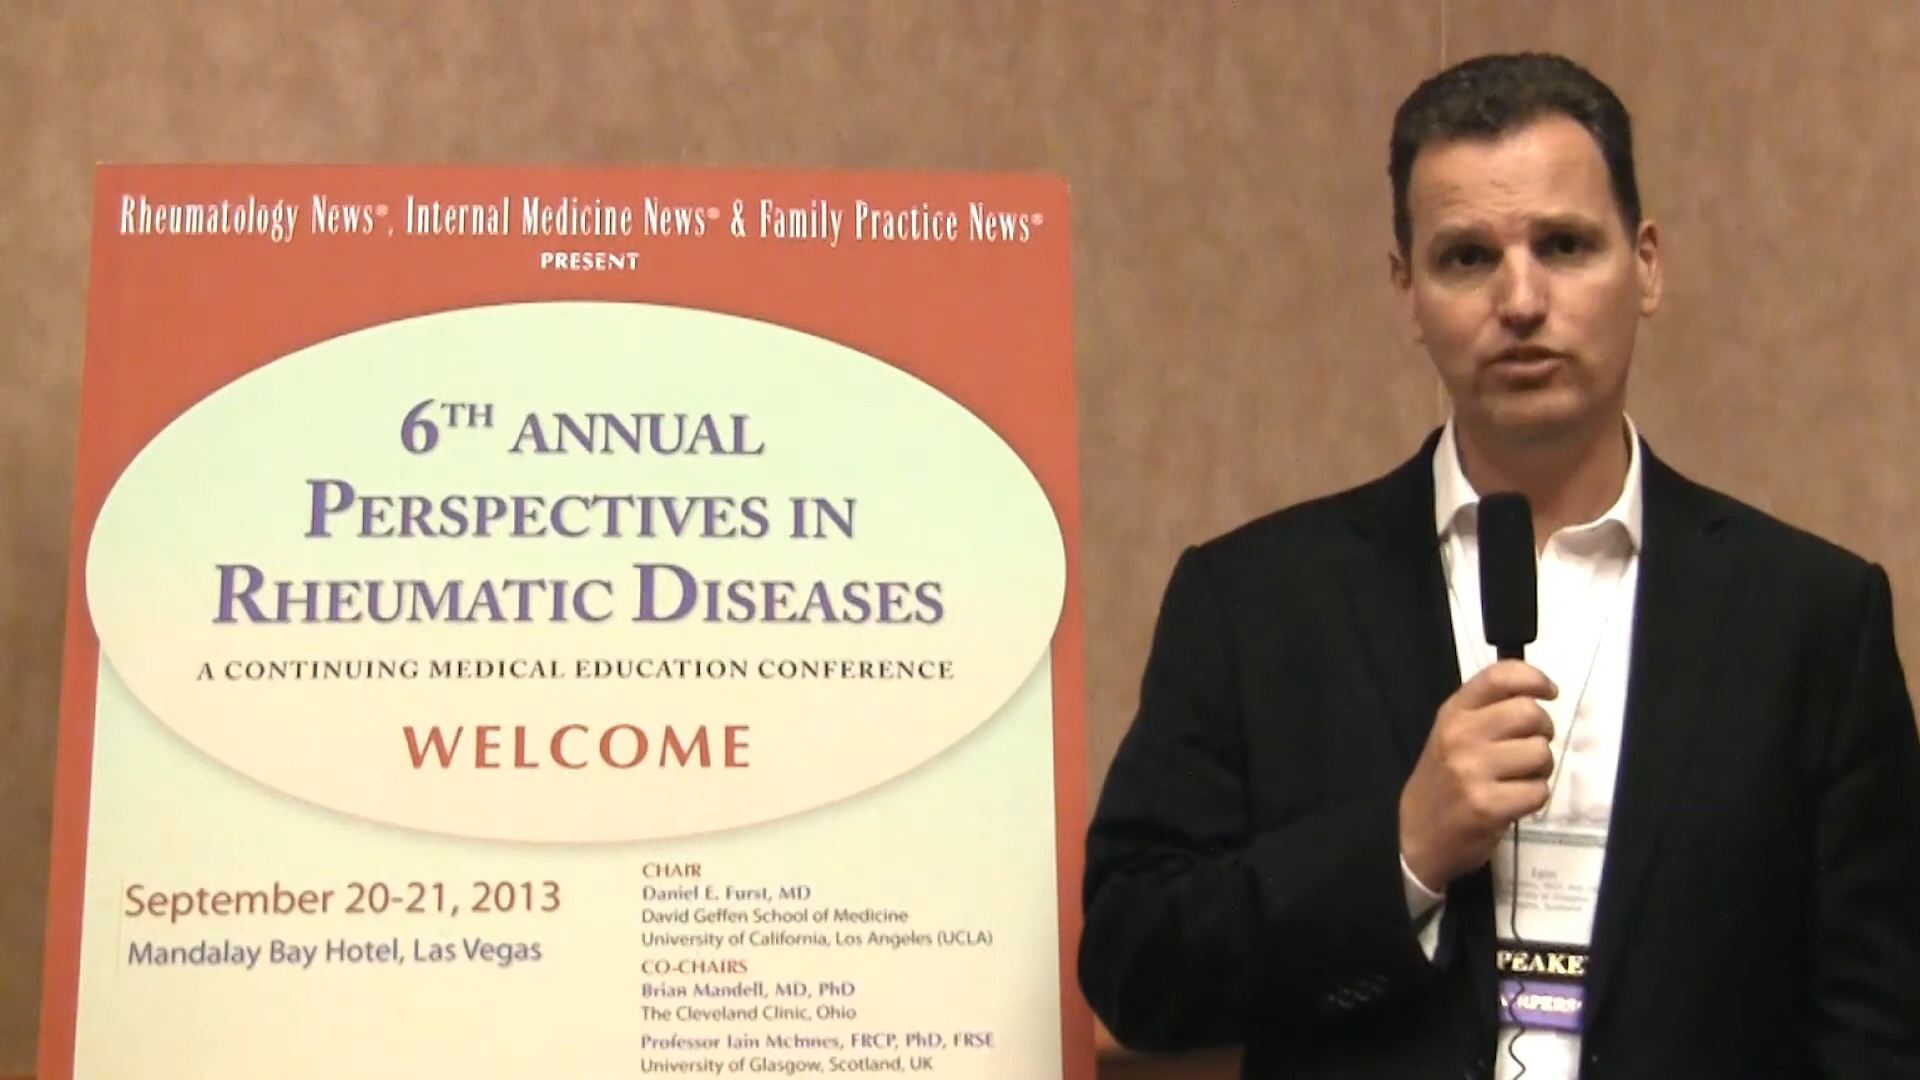 Rheumatology News®, Internal Medicine News® & Family Practice News®
PRESENT
6TH ANNUAL
PERSPECTIVES IN
RHEUMATIC DISEASES
A CONTINUING MEDICAL EDUCATION CONFERENCE
WELCOME
September 20-21, 2013
Mandalay Bay Hotel, Las Vegas
CHAIR
Daniel E. Furst, MD
David Geffen School of Medicine
University of California, Los Angeles (UCLA)
CO-CHAIRS
Brian Mandell, MD, PhD
The Cleveland Clinic, Ohio
Professor Iain McInnes, FRCP, PhD, FRSE
University of Glasgow, Scotland, UK
Iain
PEAKE